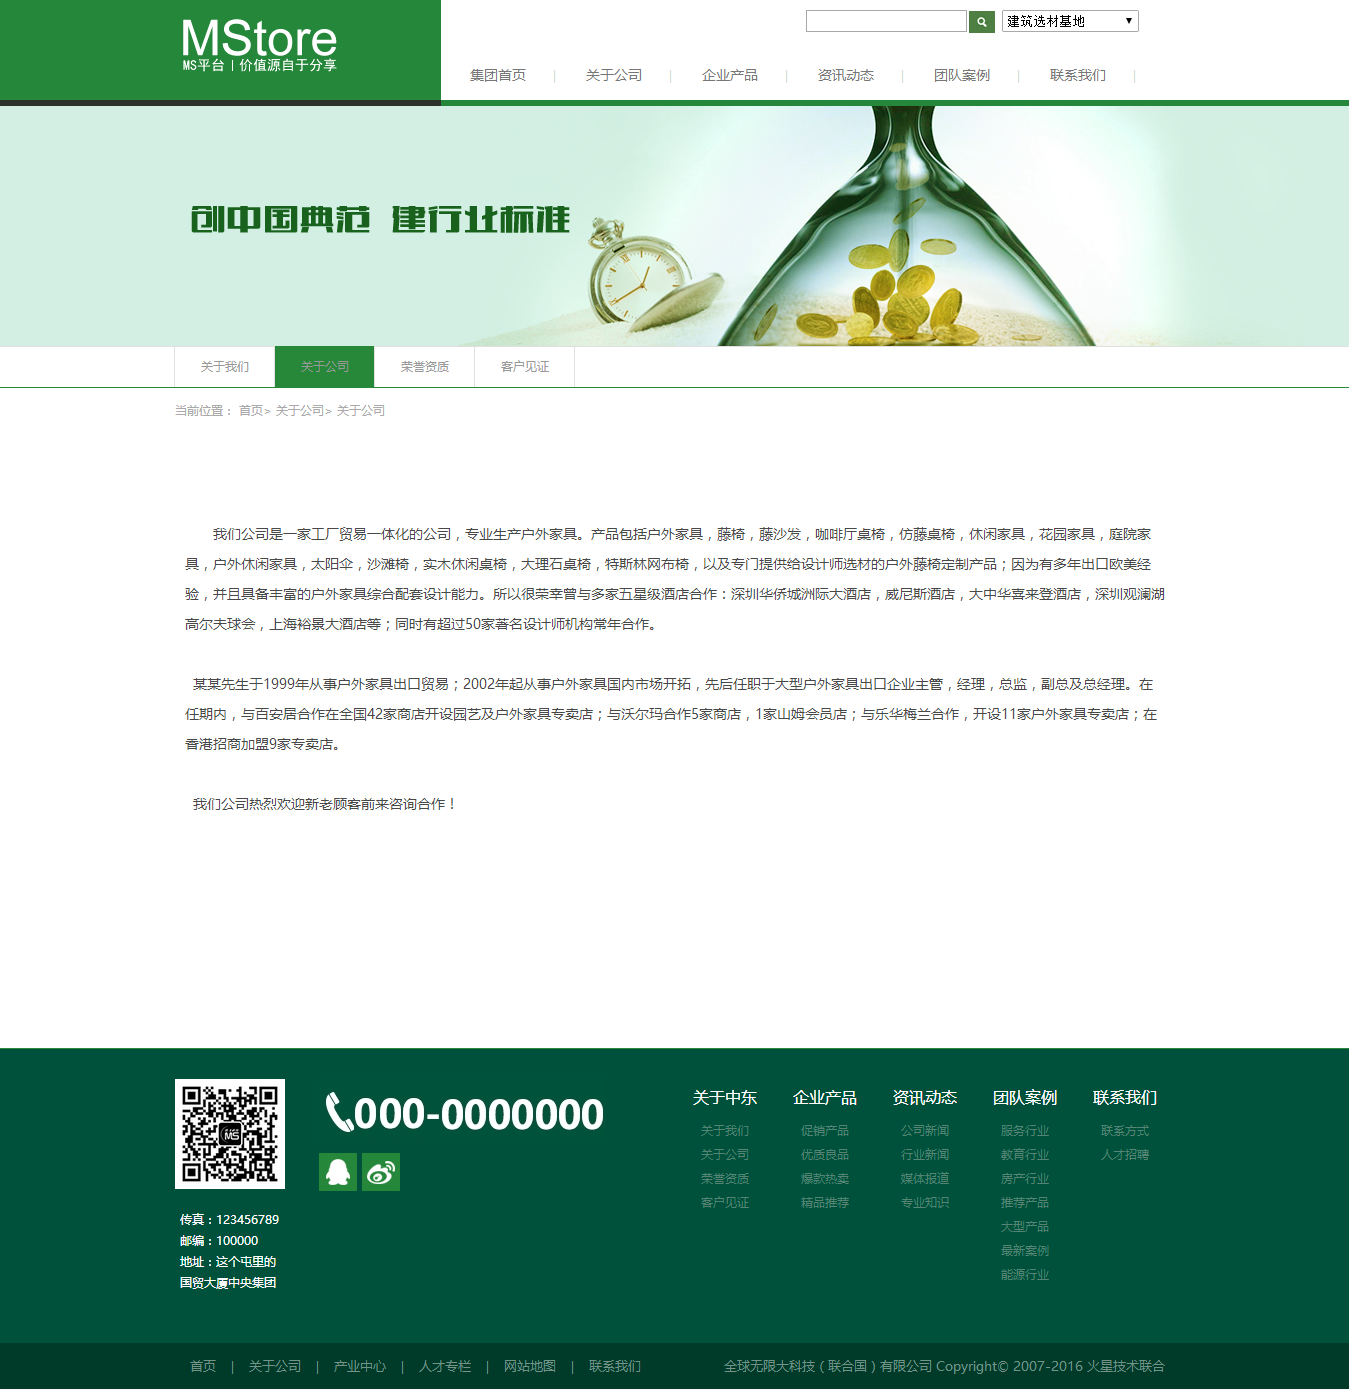 MStore
MS平台 | 价值源自于分享
建筑选材基地
集团首页 | 关于公司 | 企业产品 | 资讯动态 | 团队案例 | 联系我们 |
创中国典范 建行业标准
关于我们 关于公司 荣誉资质 客户见证
当前位置： 首页> 关于公司> 关于公司
我们公司是一家工厂贸易一体化的公司，专业生产户外家具。产品包括户外家具，藤椅，藤沙发，咖啡厅桌椅，仿藤桌椅，休闲家具，花园家具，庭院家
具，户外休闲家具，太阳伞，沙滩椅，实木休闲桌椅，大理石桌椅，特斯林网布椅，以及专门提供给设计师选材的户外藤椅定制产品；因为有多年出口欧美经
验，并且具备丰富的户外家具综合配套设计能力。所以很荣幸曾与多家五星级酒店合作：深圳华侨城洲际大酒店，威尼斯酒店，大中华喜来登酒店，深圳观澜湖
高尔夫球会，上海裕景大酒店等；同时有超过50家著名设计师机构常年合作。
某某先生于1999年从事户外家具出口贸易；2002年起从事户外家具国内市场开拓，先后任职于大型户外家具出口企业主管，经理，总监，副总及总经理。在
任期内，与百安居合作在全国42家商店开设园艺及户外家具专卖店；与沃尔玛合作5家商店，1家山姆会员店；与乐华梅兰合作，开设11家户外家具专卖店；在
香港招商加盟9家专卖店。
我们公司热烈欢迎新老顾客前来咨询合作！
MS
000-0000000
传真：123456789
邮编：100000
地址：这个屯里的
国贸大厦中央集团
关于中东 企业产品 资讯动态 团队案例 联系我们
关于我们 促销产品 公司新闻 服务行业 联系方式
关于公司 优质良品 行业新闻 教育行业 人才招聘
荣誉资质 爆款热卖 媒体报道 房产行业
客户见证 精品推荐 专业知识 推荐产品
大型产品
最新案例
能源行业
首页 | 关于公司 | 产业中心 | 人才专栏 | 网站地图 | 联系我们 全球无限大科技（联合国）有限公司 Copyright© 2007-2016 火星技术联合